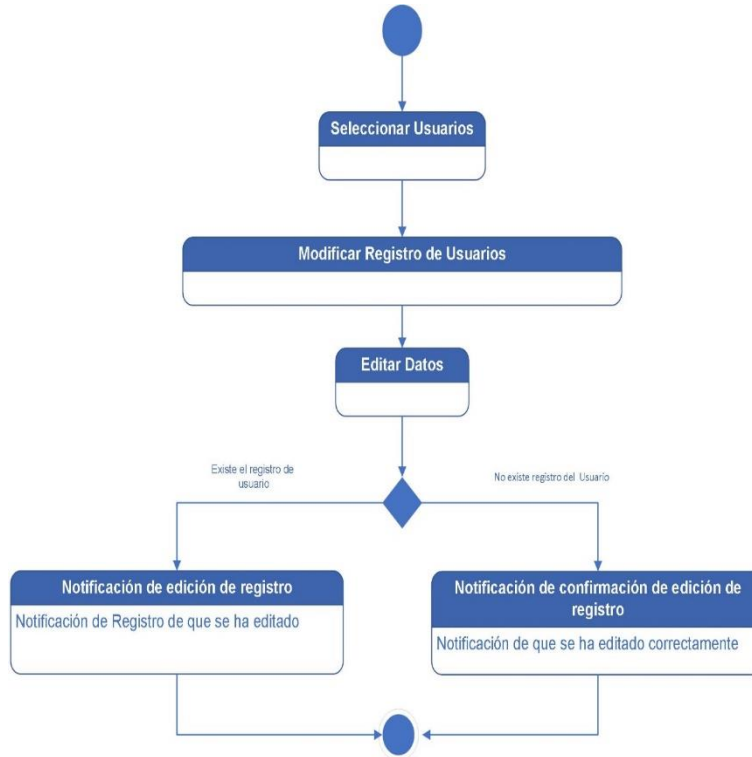 Seleccionar Usuarios
Modificar Registro de Usuarios
Editar Datos
Existe el registro de
usuario
No existe registro del Usuario
Notificación de edición de registro
Notificación de Registro de que se ha editado
Notificación de confirmación de edición de
registro
Notificación de que se ha editado correctamente